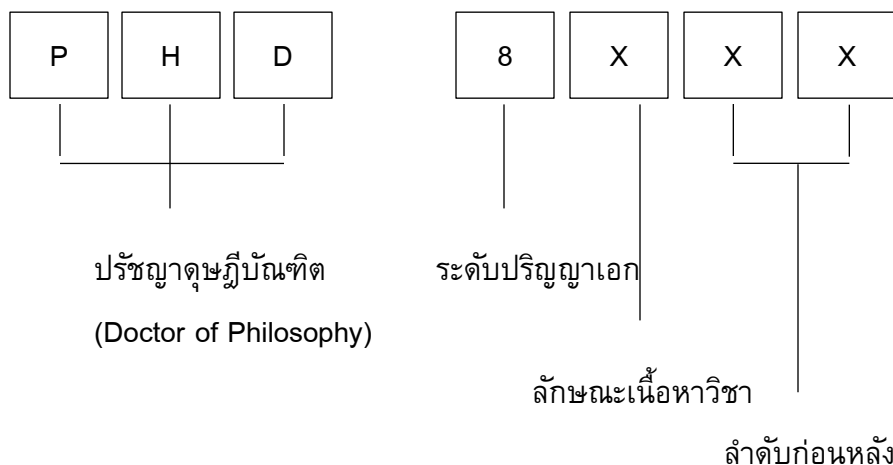 P H D 8 X X X
ปรัชญาดุษฎีบัณฑิต ระดับปริญญาเอก
(Doctor of Philosophy)
ลักษณะเนื้อหาวิชา
ลำดับก่อนหลัง